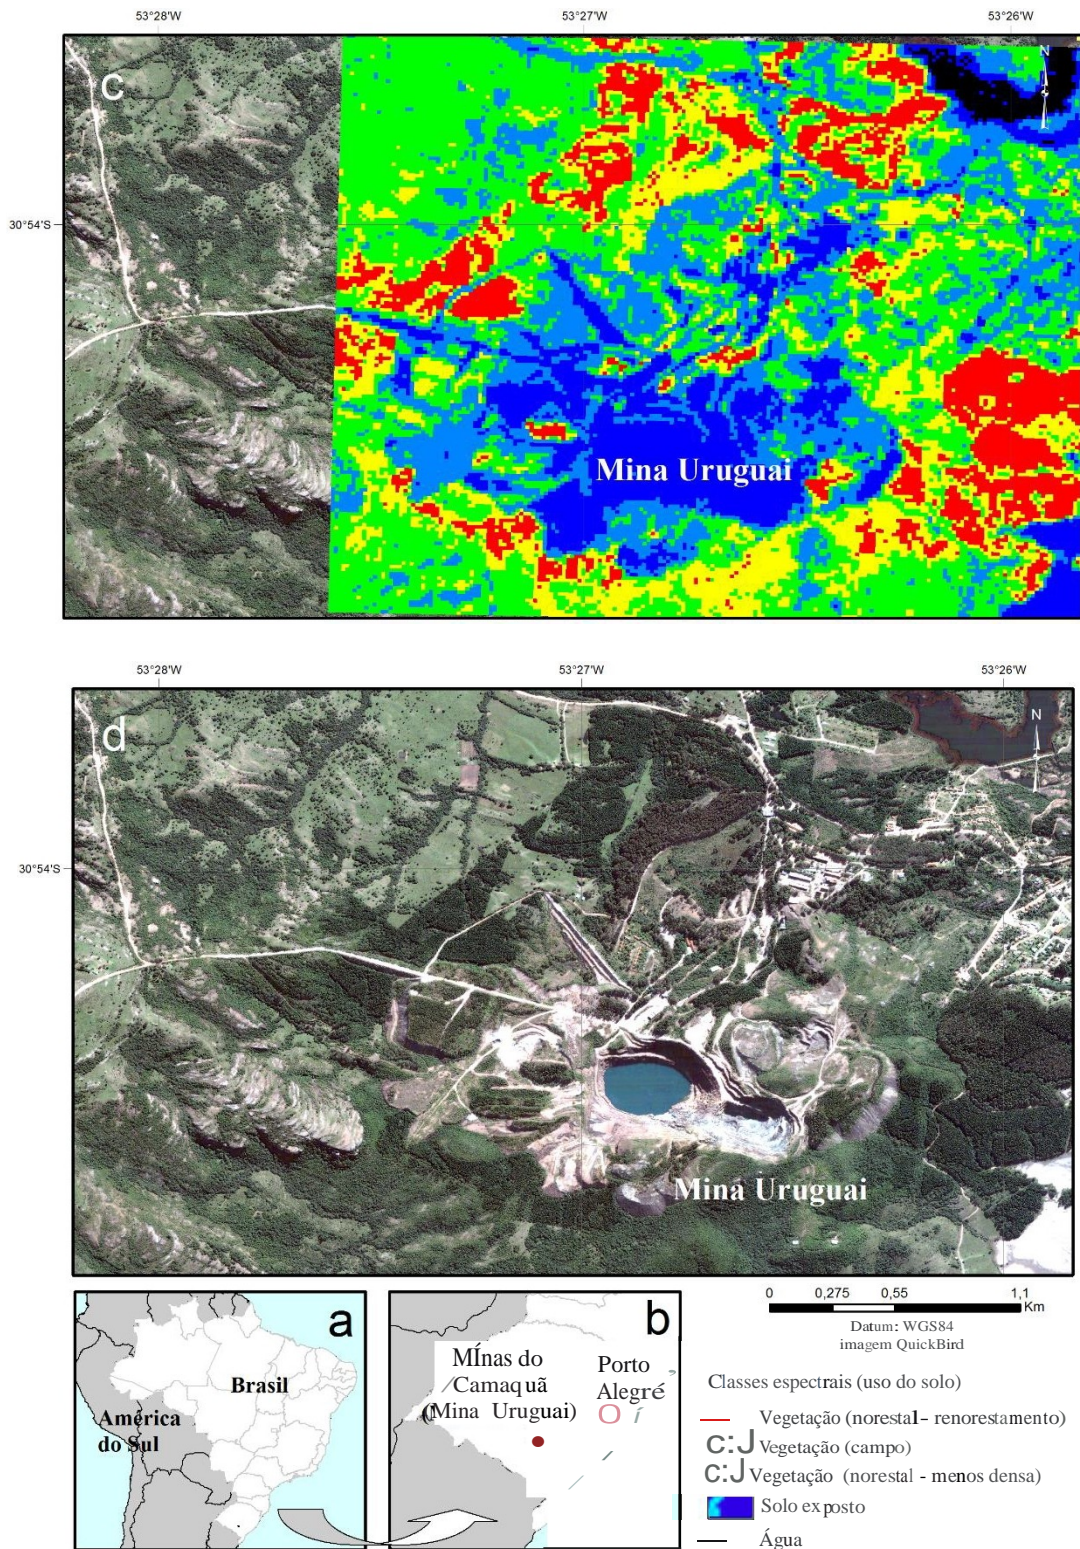 53°28'W 53°27'W 53°26'W
c
N
30°54'S
Mina Uruguai
53°28'W 53°27'W 53°26'W
d
N
30°54'S
Mina Uruguai
a
Brasil
América
do Sul
b
MÍnas do
Camaquã
(Mina Uruguai)
Porto
Alegré
0 0,275 0,55 1,1
Km
Datum: WGS84
imagem QuickBird
Classes espectrais (uso do solo)
Vegetação (norestal- renorestamento)
c:J Vegetação (campo)
c:J Vegetação (norestal - menos densa)
Solo exposto
Água